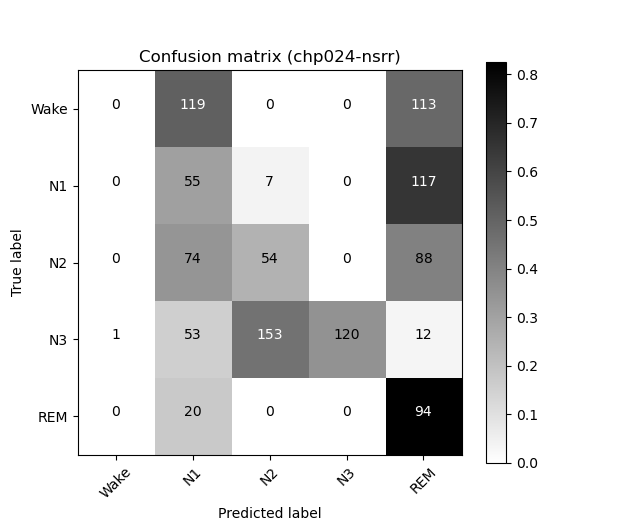 Confusion matrix (chp024-nsrr)
True label
Wake 0 119 0 0 113
N1 0 55 7 0 117
N2 0 74 54 0 88
N3 1 53 153 120 12
REM 0 20 0 0 94
Wake N1 N2 N3 REM
Predicted label
0.8
0.7
0.6
0.5
0.4
0.3
0.2
0.1
0.0